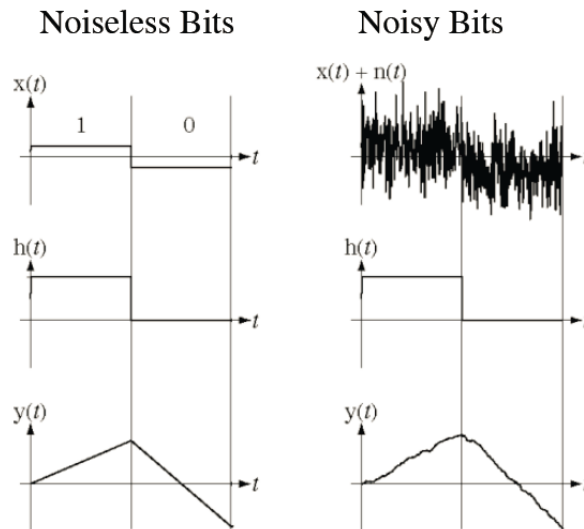 Noiseless Bits
Noisy Bits
x(t)
1
0
t
x(t) + n(t)
t
h(t)
t
h(t)
t
y(t)
t
y(t)
t